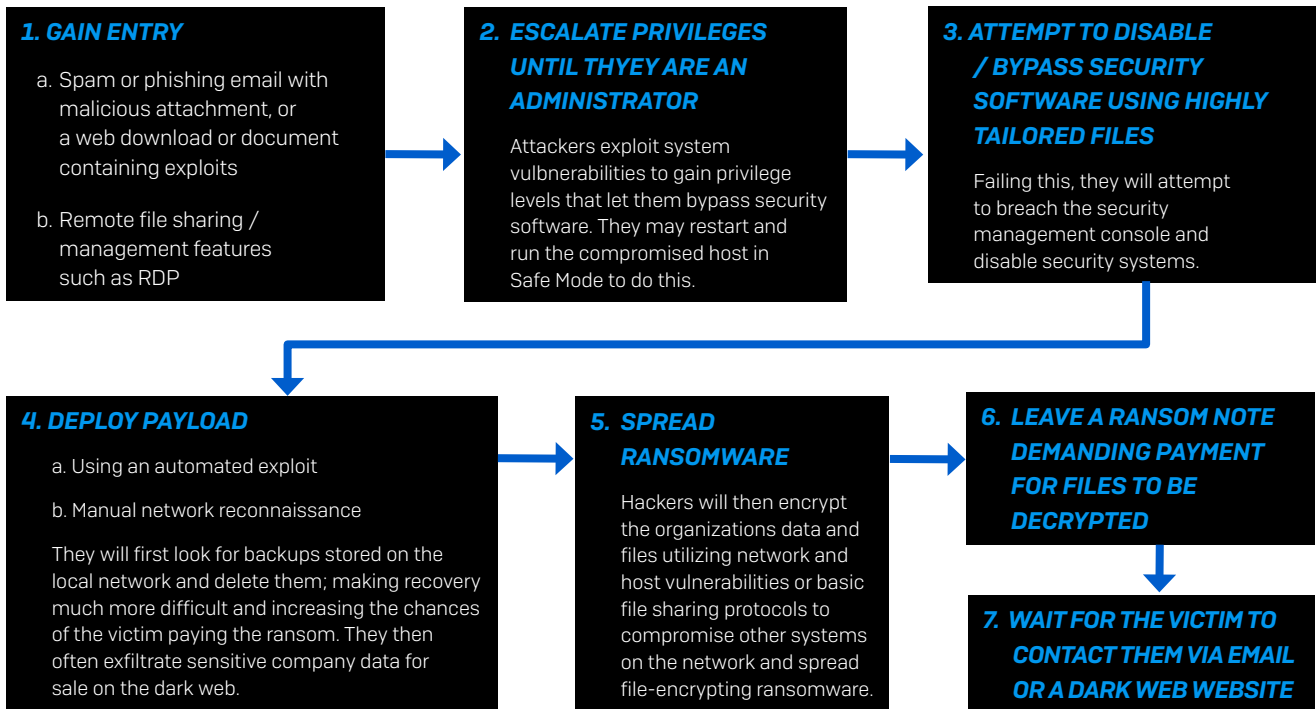 1. GAIN ENTRY
a. Spam or phishing email with
malicious attachment, or
a web download or document
containing exploits
b. Remote file sharing /
management features
such as RDP
2. ESCALATE PRIVILEGES
UNTIL THYEY ARE AN
ADMINISTRATOR
Attackers exploit system
vulbnerabilities to gain privilege
levels that let them bypass security
software. They may restart and
run the compromised host in
Safe Mode to do this.
3. ATTEMPT TO DISABLE
/ BYPASS SECURITY
SOFTWARE USING HIGHLY
TAILORED FILES
Failing this, they will attempt
to breach the security
management console and
disable security systems.
4. DEPLOY PAYLOAD
a. Using an automated exploit
b. Manual network reconnaissance
They will first look for backups stored on the
local network and delete them; making recovery
much more difficult and increasing the chances
of the victim paying the ransom. They then
often exfiltrate sensitive company data for
sale on the dark web.
5. SPREAD
RANSOMWARE
Hackers will then encrypt
the organizations data and
files utilizing network and
host vulnerabilities or basic
file sharing protocols to
compromise other systems
on the network and spread
file-encrypting ransomware.
6. LEAVE A RANSOM NOTE
DEMANDING PAYMENT
FOR FILES TO BE
DECRYPTED
7. WAIT FOR THE VICTIM TO
CONTACT THEM VIA EMAIL
OR A DARK WEB WEBSITE